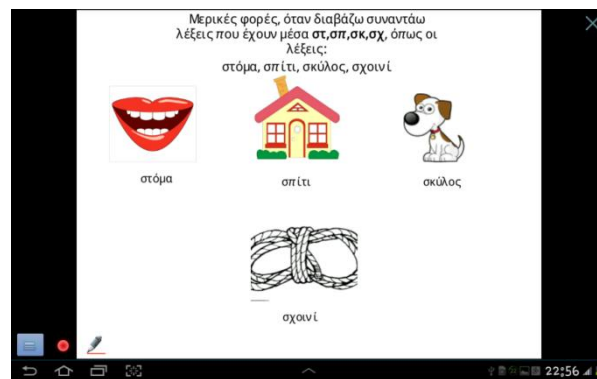 Μερικές φορές, όταν διαβάζω συναντάω
λέξεις που έχουν μέσα στ,σπ,σκ,σχ, όπως οι
λέξεις:
στόμα, σπίτι, σκύλος, σχοινί
στόμα
σπίτι
σκύλος
σχοινί
22:56